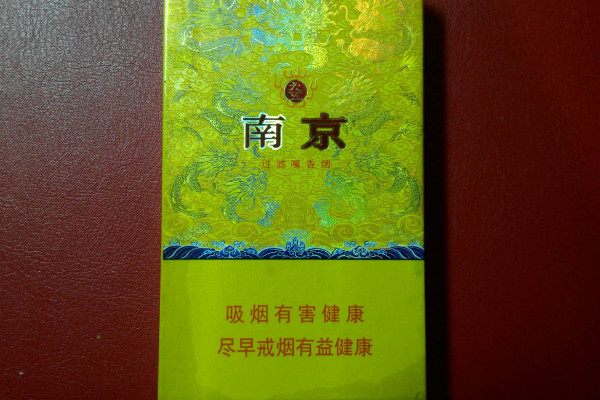 南京
过滤嘴香烟
吸烟有害健康
尽早戒烟有益健康